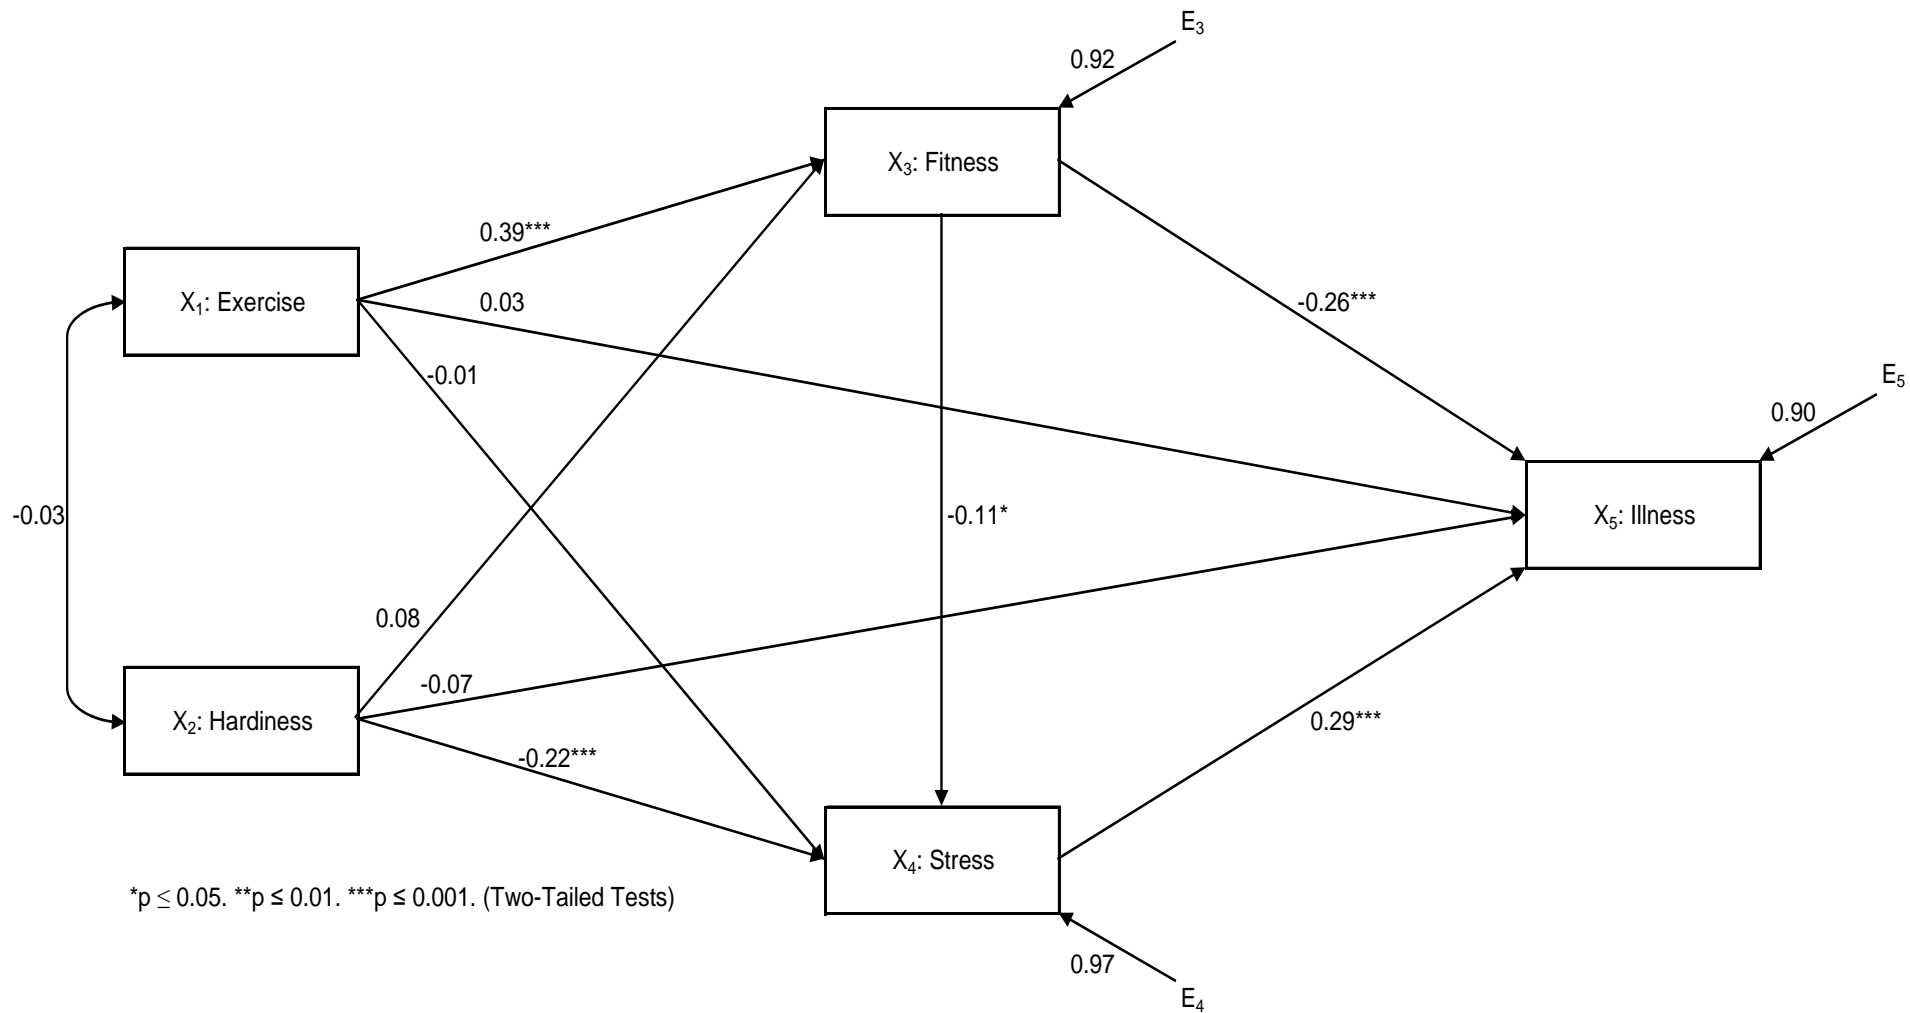 E3
0.92
X3: Fitness
0.39***
X1: Exercise
0.03
-0.26***
-0.01
E5
0.90
-0.03
-0.11*
X5: Illness
0.08
-0.07
X2: Hardiness
0.29***
-0.22***
X4: Stress
*p ≤ 0.05. **p ≤ 0.01. ***p ≤ 0.001. (Two-Tailed Tests)
0.97
E4